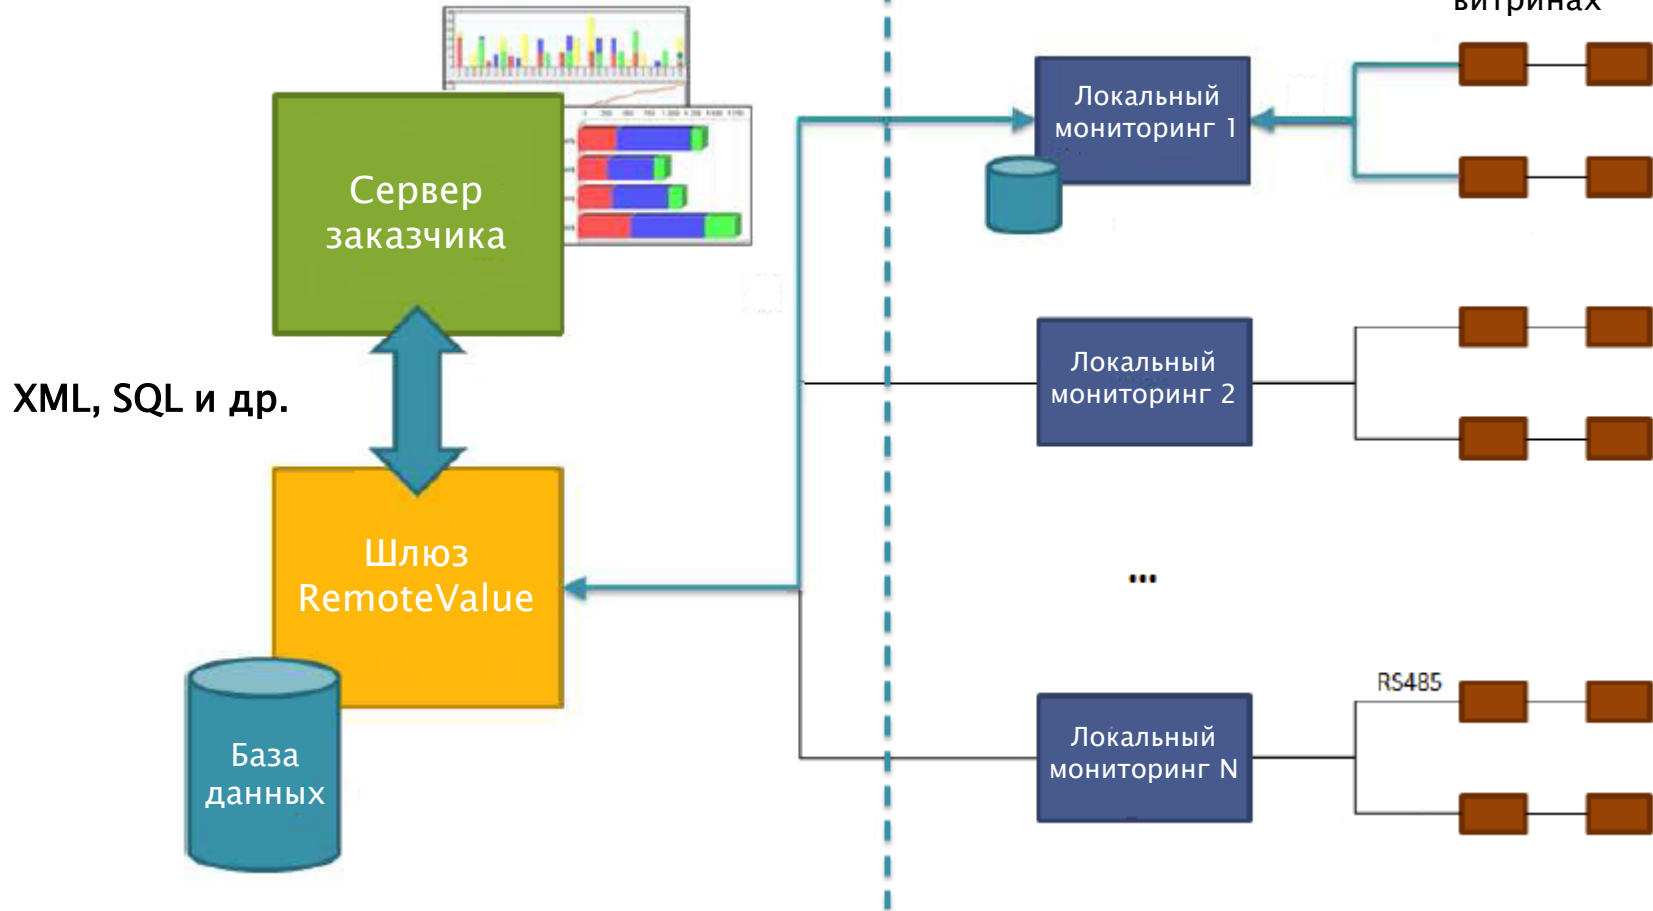 витринах
Локальный
мониторинг 1
Сервер
заказчика
Локальный
мониторинг 2
XML, SQL и др.
Шлюз
RemoteValue
...
RS485
Локальный
мониторинг N
База
данных